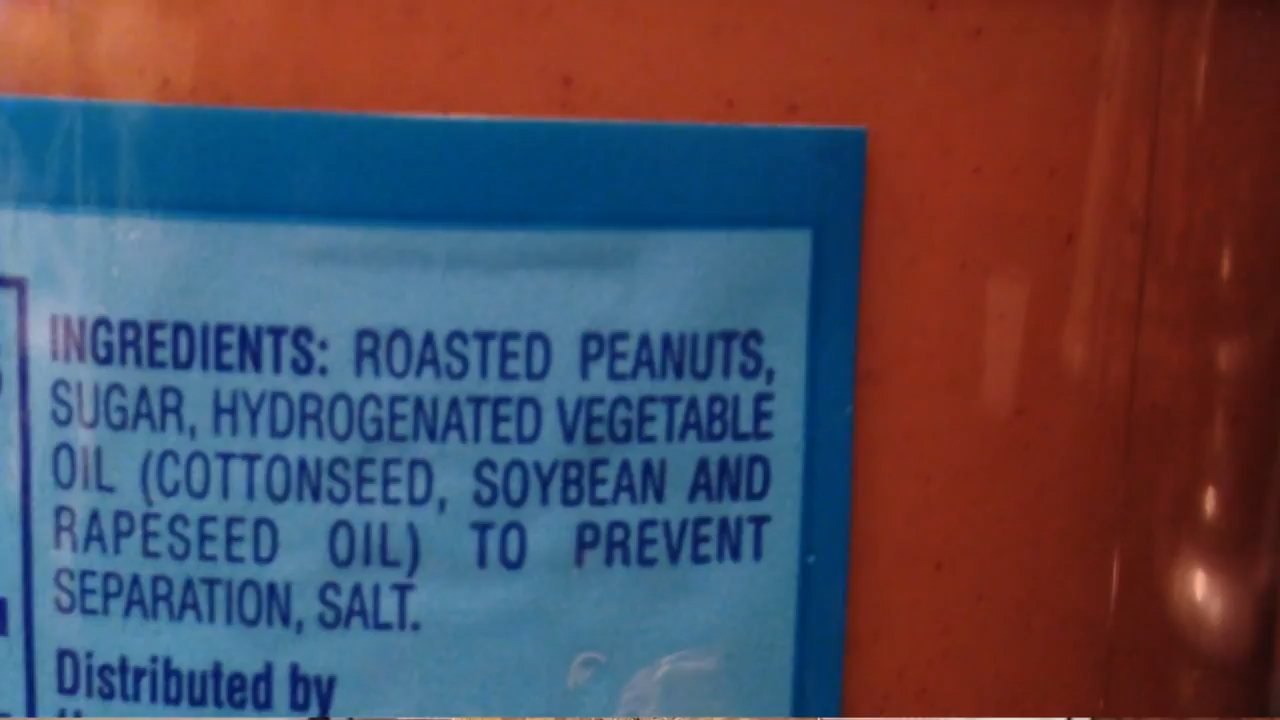 INGREDIENTS: ROASTED PEANUTS,
SUGAR, HYDROGENATED VEGETABLE
OIL (COTTONSEED, SOYBEAN AND
RAPESEED OIL) TO PREVENT
SEPARATION, SALT.
Distributed by